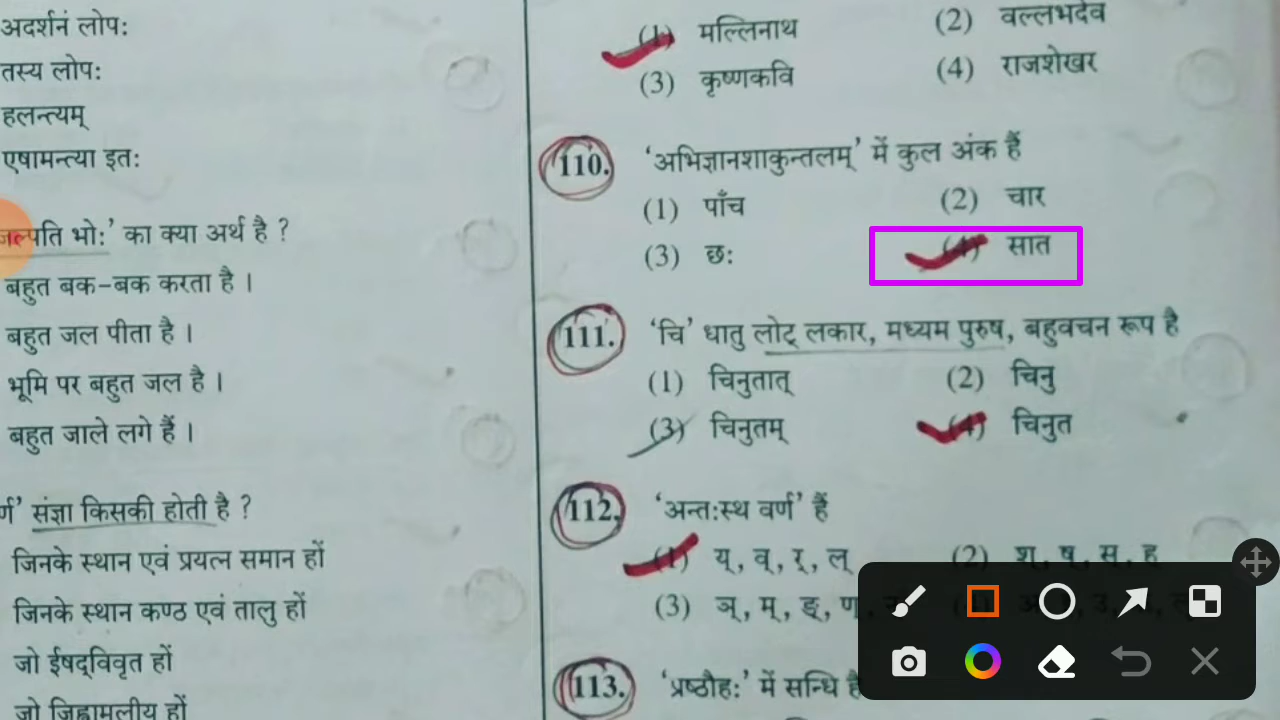 अदर्शनं लोप:
तस्य लोप:
हलन्त्यम्
एषामन्त्या इत:
जल्पति भो:' का क्या अर्थ है ?
बहुत बक-बक करता है ।
बहुत जल पीता है ।
भूमि पर बहुत जल है ।
बहुत जाले लगे हैं ।
संज्ञा किसकी होती है ?
जिनके स्थान एवं प्रयत्न समान हों
जिनके स्थान कण्ठ एवं तालु हों
जो ईषद्विवृत हों
जो जिह्वामूलीय हों
(1) मल्लिनाथ (2) वल्लभदेव
(3) कृष्णकवि (4) राजशेखर
110. 'अभिज्ञानशाकुन्तलम्' में कुल अंक हैं
(1) पाँच (2) चार
(3) छ: (4) सात
111. 'चि' धातु लोट् लकार, मध्यम पुरुष, बहुवचन रूप है
(1) चिनुतात् (2) चिनु
(3) चिनुतम् (4) चिनुत
112. 'अन्त:स्थ वर्ण' हैं
(1) य्, व्, र्, ल् (2) श्, ष्, स्, ह्
(3) ञ्, म्, ङ्, ण्
113. 'प्रष्ठौह:' में सन्धि है